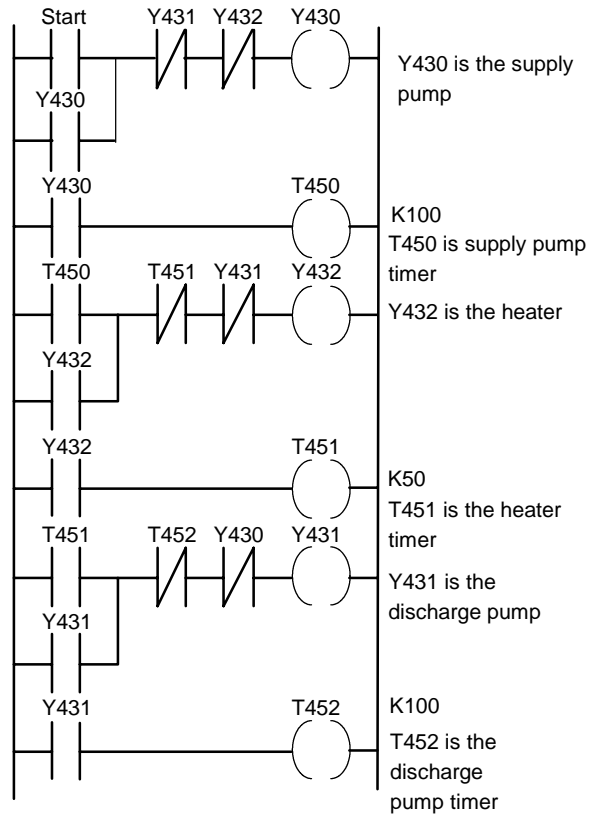 Start Y431 Y432 Y430
Y430 is the supply
pump
Y430
Y430 T450
K100
T450 is supply pump
timer
T450 T451 Y431 Y432
Y432 is the heater
Y432
Y432 T451
K50
T451 is the heater
timer
T451 T452 Y430 Y431
Y431 is the
discharge pump
Y431
Y431 T452
K100
T452 is the
discharge
pump timer